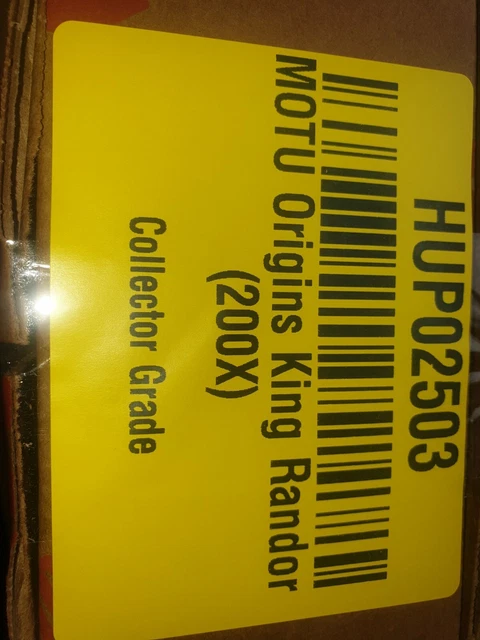 HUP02503
MOTU Origins King Randor
(200X)
Collector Grade